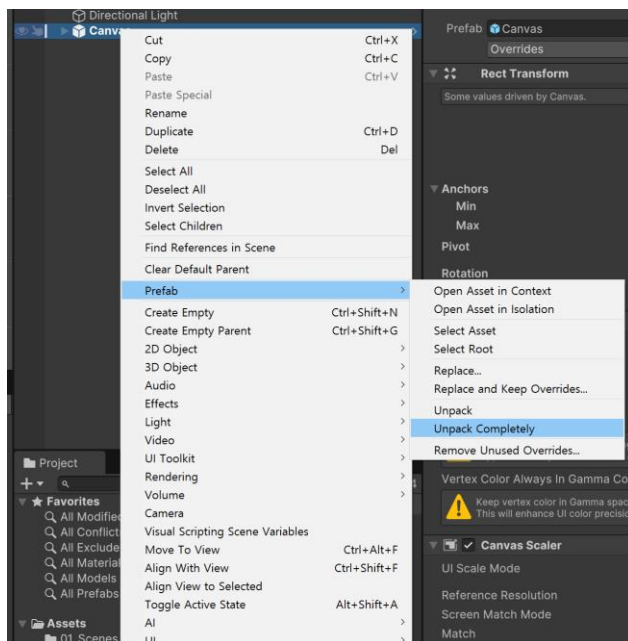 Directional Light
Canvas
Cut Ctrl+X
Copy Ctrl+C
Paste Ctrl+V
Paste Special
Rename
Duplicate Ctrl+D
Delete Del
Select All
Deselect All
Invert Selection
Select Children
Find References in Scene
Clear Default Parent
Prefab
Create Empty Ctrl+Shift+N
Create Empty Parent Ctrl+Shift+G
2D Object
3D Object
Audio
Effects
Light
Video
UI Toolkit
Rendering
Volume
Camera
Visual Scripting Scene Variables
Move To View Ctrl+Alt+F
Align With View Ctrl+Shift+F
Align View to Selected
Toggle Active State Alt+Shift+A
AI
UI
Open Asset in Context
Open Asset in Isolation
Select Asset
Select Root
Replace...
Replace and Keep Overrides...
Unpack
Unpack Completely
Remove Unused Overrides...
Prefab Canvas
Overrides
Rect Transform
Some values driven by Canvas.
Anchors
Min
Max
Pivot
Rotation
Vertex Color Always In Gamma Co
Keep vertex color in Gamma spac
This will enhance UI color precisio
Canvas Scaler
UI Scale Mode
Reference Resolution
Screen Match Mode
Match
Project
Favorites
All Modifie
All Conflict
All Exclude
All Material
All Models
All Prefabs
Assets
01 Scenes